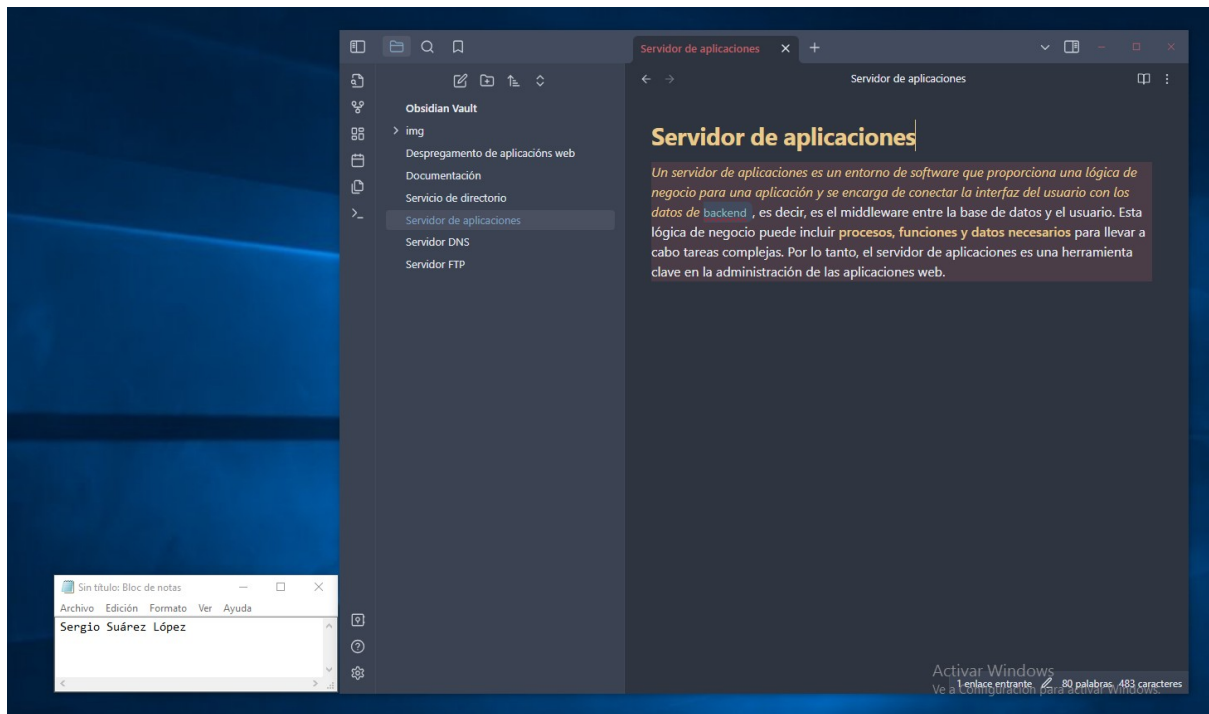 Servidor de aplicaciones
Servidor de aplicaciones
Obsidian Vault
img
Despregamento de aplicacións web
Documentación
Servicio de directorio
Servidor de aplicaciones
Servidor DNS
Servidor FTP
Servidor de aplicaciones
Un servidor de aplicaciones es un entorno de software que proporciona una lógica de
negocio para una aplicación y se encarga de conectar la interfaz del usuario con los
datos de backend , es decir, es el middleware entre la base de datos y el usuario. Esta
lógica de negocio puede incluir procesos, funciones y datos necesarios para llevar a
cabo tareas complejas. Por lo tanto, el servidor de aplicaciones es una herramienta
clave en la administración de las aplicaciones web.
Sin título: Bloc de notas
Archivo Edición Formato Ver Ayuda
Sergio Suárez López
Activar Windows
Ve a Configuración para activar Windows.
1 enlace entrante 80 palabras 483 caracteres